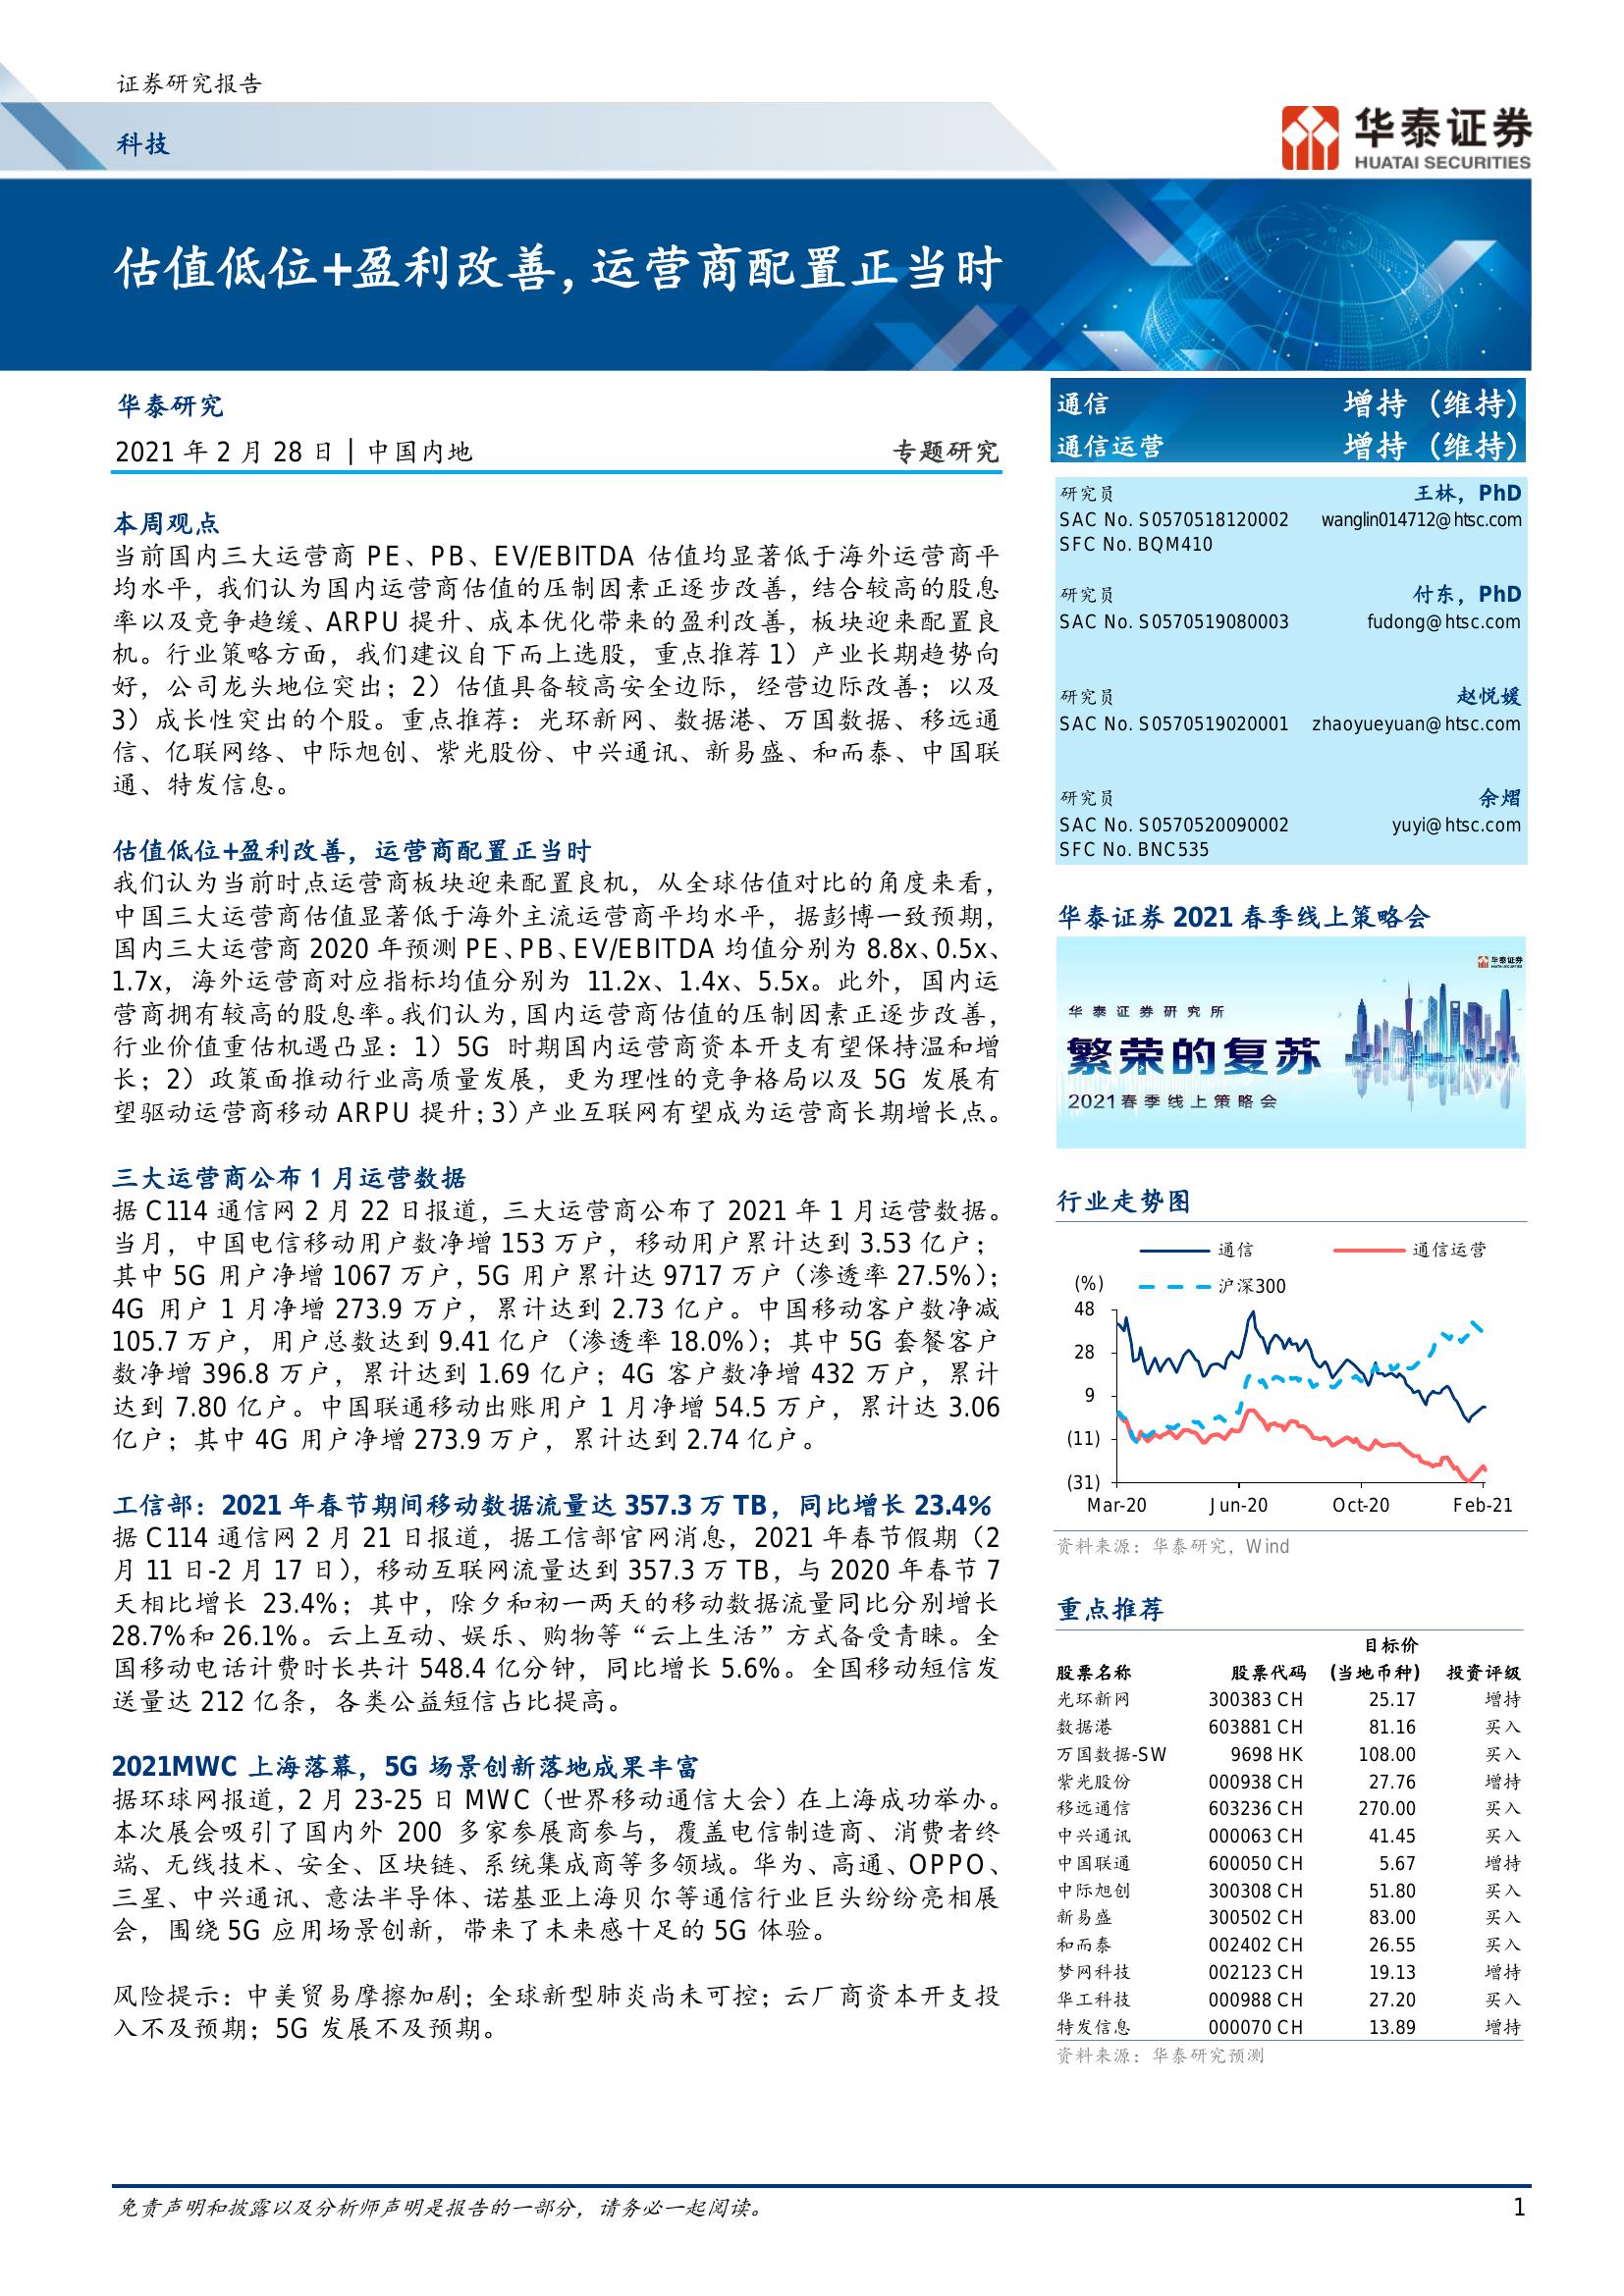 证券研究报告
科技
华泰证券
HUATAI SECURITIES
估值低位+盈利改善，运营商配置正当时
华泰研究
2021 年 2 月 28 日 | 中国内地
专题研究
本周观点
当前国内三大运营商 PE、PB、EV/EBITDA 估值均显著低于海外运营商平
均水平，我们认为国内运营商估值的压制因素正逐步改善，结合较高的股息
率以及竞争趋缓、ARPU 提升、成本优化带来的盈利改善，板块迎来配置良
机。行业策略方面，我们建议自下而上选股，重点推荐 1）产业长期趋势向
好，公司龙头地位突出；2）估值具备较高安全边际，经营边际改善；以及
3）成长性突出的个股。重点推荐：光环新网、数据港、万国数据、移远通
信、亿联网络、中际旭创、紫光股份、中兴通讯、新易盛、和而泰、中国联
通、特发信息。
估值低位+盈利改善，运营商配置正当时
我们认为当前时点运营商板块迎来配置良机，从全球估值对比的角度来看，
中国三大运营商估值显著低于海外主流运营商平均水平，据彭博一致预期，
国内三大运营商 2020 年预测 PE、PB、EV/EBITDA 均值分别为 8.8x、0.5x、
1.7x，海外运营商对应指标均值分别为 11.2x、1.4x、5.5x。此外，国内运
营商拥有较高的股息率。我们认为，国内运营商估值的压制因素正逐步改善，
行业价值重估机遇凸显：1）5G 时期国内运营商资本开支有望保持温和增
长；2）政策面推动行业高质量发展，更为理性的竞争格局以及 5G 发展有
望驱动运营商移动 ARPU 提升；3）产业互联网有望成为运营商长期增长点。
三大运营商公布 1 月运营数据
据 C114 通信网 2 月 22 日报道，三大运营商公布了 2021 年 1 月运营数据。
当月，中国电信移动用户数净增 153 万户，移动用户累计达到 3.53 亿户；
其中 5G 用户净增 1067 万户，5G 用户累计达 9717 万户（渗透率 27.5%）；
4G 用户 1 月净增 273.9 万户，累计达到 2.73 亿户。中国移动客户数净减
105.7 万户，用户总数达到 9.41 亿户（渗透率 18.0%）；其中 5G 套餐客户
数净增 396.8 万户，累计达到 1.69 亿户；4G 客户数净增 432 万户，累计
达到 7.80 亿户。中国联通移动出账用户 1 月净增 54.5 万户，累计达 3.06
亿户；其中 4G 用户净增 273.9 万户，累计达到 2.74 亿户。
工信部：2021 年春节期间移动数据流量达 357.3 万 TB，同比增长 23.4%
据 C114 通信网 2 月 21 日报道，据工信部官网消息，2021 年春节假期（2
月 11 日-2 月 17 日），移动互联网流量达到 357.3 万 TB，与 2020 年春节 7
天相比增长 23.4%；其中，除夕和初一两天的移动数据流量同比分别增长
28.7%和 26.1%。云上互动、娱乐、购物等“云上生活”方式备受青睐。全
国移动电话计费时长共计 548.4 亿分钟，同比增长 5.6%。全国移动短信发
送量达 212 亿条，各类公益短信占比提高。
2021MWC 上海落幕，5G 场景创新落地成果丰富
据环球网报道，2 月 23-25 日 MWC（世界移动通信大会）在上海成功举办。
本次展会吸引了国内外 200 多家参展商参与，覆盖电信制造商、消费者终
端、无线技术、安全、区块链、系统集成商等多领域。华为、高通、OPPO、
三星、中兴通讯、意法半导体、诺基亚上海贝尔等通信行业巨头纷纷亮相展
会，围绕 5G 应用场景创新，带来了未来感十足的 5G 体验。
风险提示：中美贸易摩擦加剧；全球新型肺炎尚未可控；云厂商资本开支投
入不及预期；5G 发展不及预期。
通信 增持（维持）
通信运营 增持（维持）
研究员 王林，PhD
SAC No. S0570518120002 wanglin014712@htsc.com
SFC No. BQM410
研究员 付东，PhD
SAC No. S0570519080003 fudong@htsc.com
研究员 赵悦媛
SAC No. S0570519020001 zhaoyueyuan@htsc.com
研究员 余熠
SAC No. S0570520090002 yuyi@htsc.com
SFC No. BNC535
华泰证券 2021 春季线上策略会
华泰证券
HUATAI SECURITIES
华泰证券研究所
繁荣的复苏
2021春季线上策略会
行业走势图
通信 通信运营
(%) 沪深300
48
28
9
(11)
(31)
Mar-20 Jun-20 Oct-20 Feb-21
资料来源：华泰研究，Wind
重点推荐
目标价
股票名称 股票代码 (当地币种) 投资评级
光环新网 300383 CH 25.17 增持
数据港 603881 CH 81.16 买入
万国数据-SW 9698 HK 108.00 买入
紫光股份 000938 CH 27.76 增持
移远通信 603236 CH 270.00 买入
中兴通讯 000063 CH 41.45 买入
中国联通 600050 CH 5.67 增持
中际旭创 300308 CH 51.80 买入
新易盛 300502 CH 83.00 买入
和而泰 002402 CH 26.55 买入
梦网科技 002123 CH 19.13 增持
华工科技 000988 CH 27.20 买入
特发信息 000070 CH 13.89 增持
资料来源：华泰研究预测
免责声明和披露以及分析师声明是报告的一部分，请务必一起阅读。
1